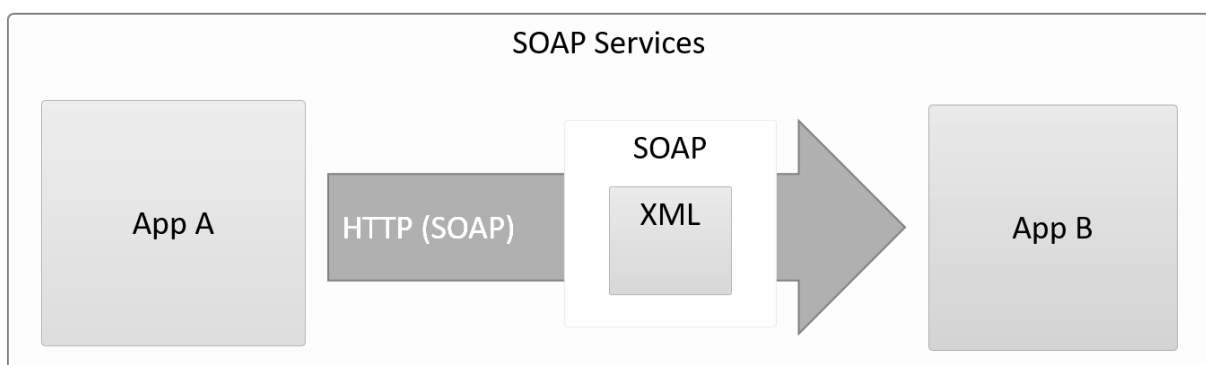 SOAP Services
App A
HTTP (SOAP)
SOAP
XML
App B